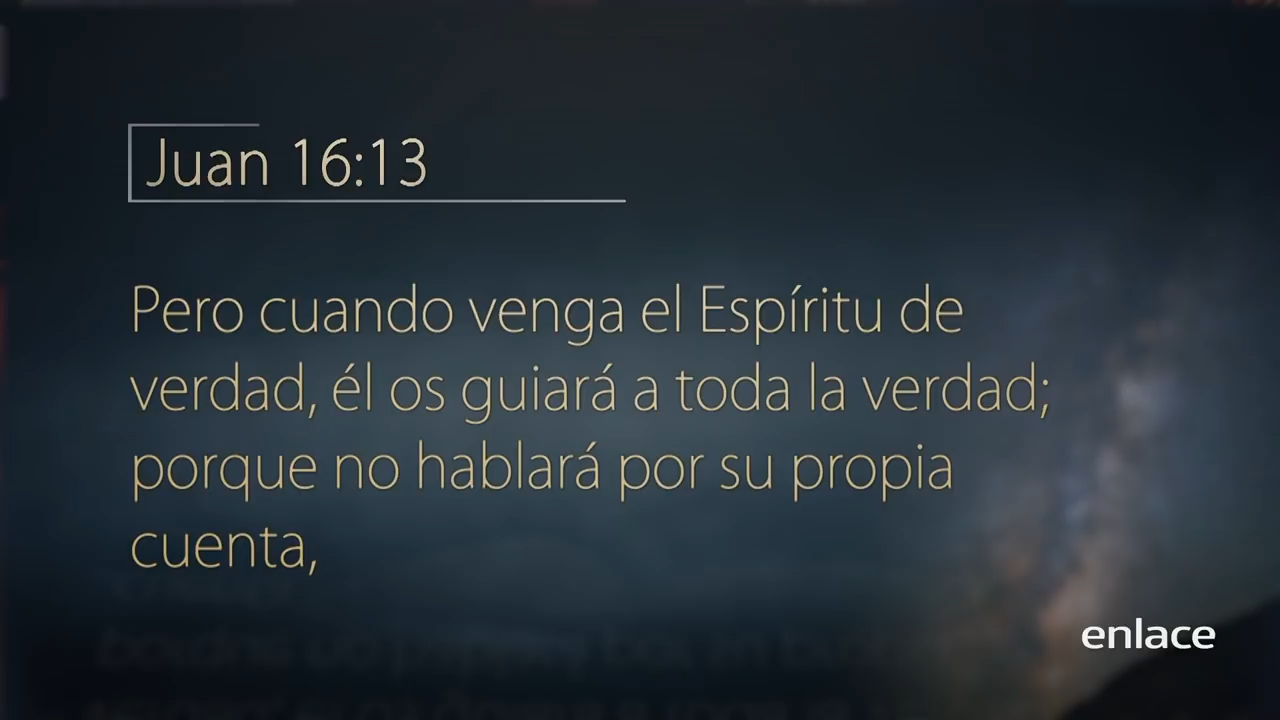 Juan 16:13
Pero cuando venga el Espíritu de
verdad, él os guiará a toda la verdad;
porque no hablará por su propia
cuenta,
enlace